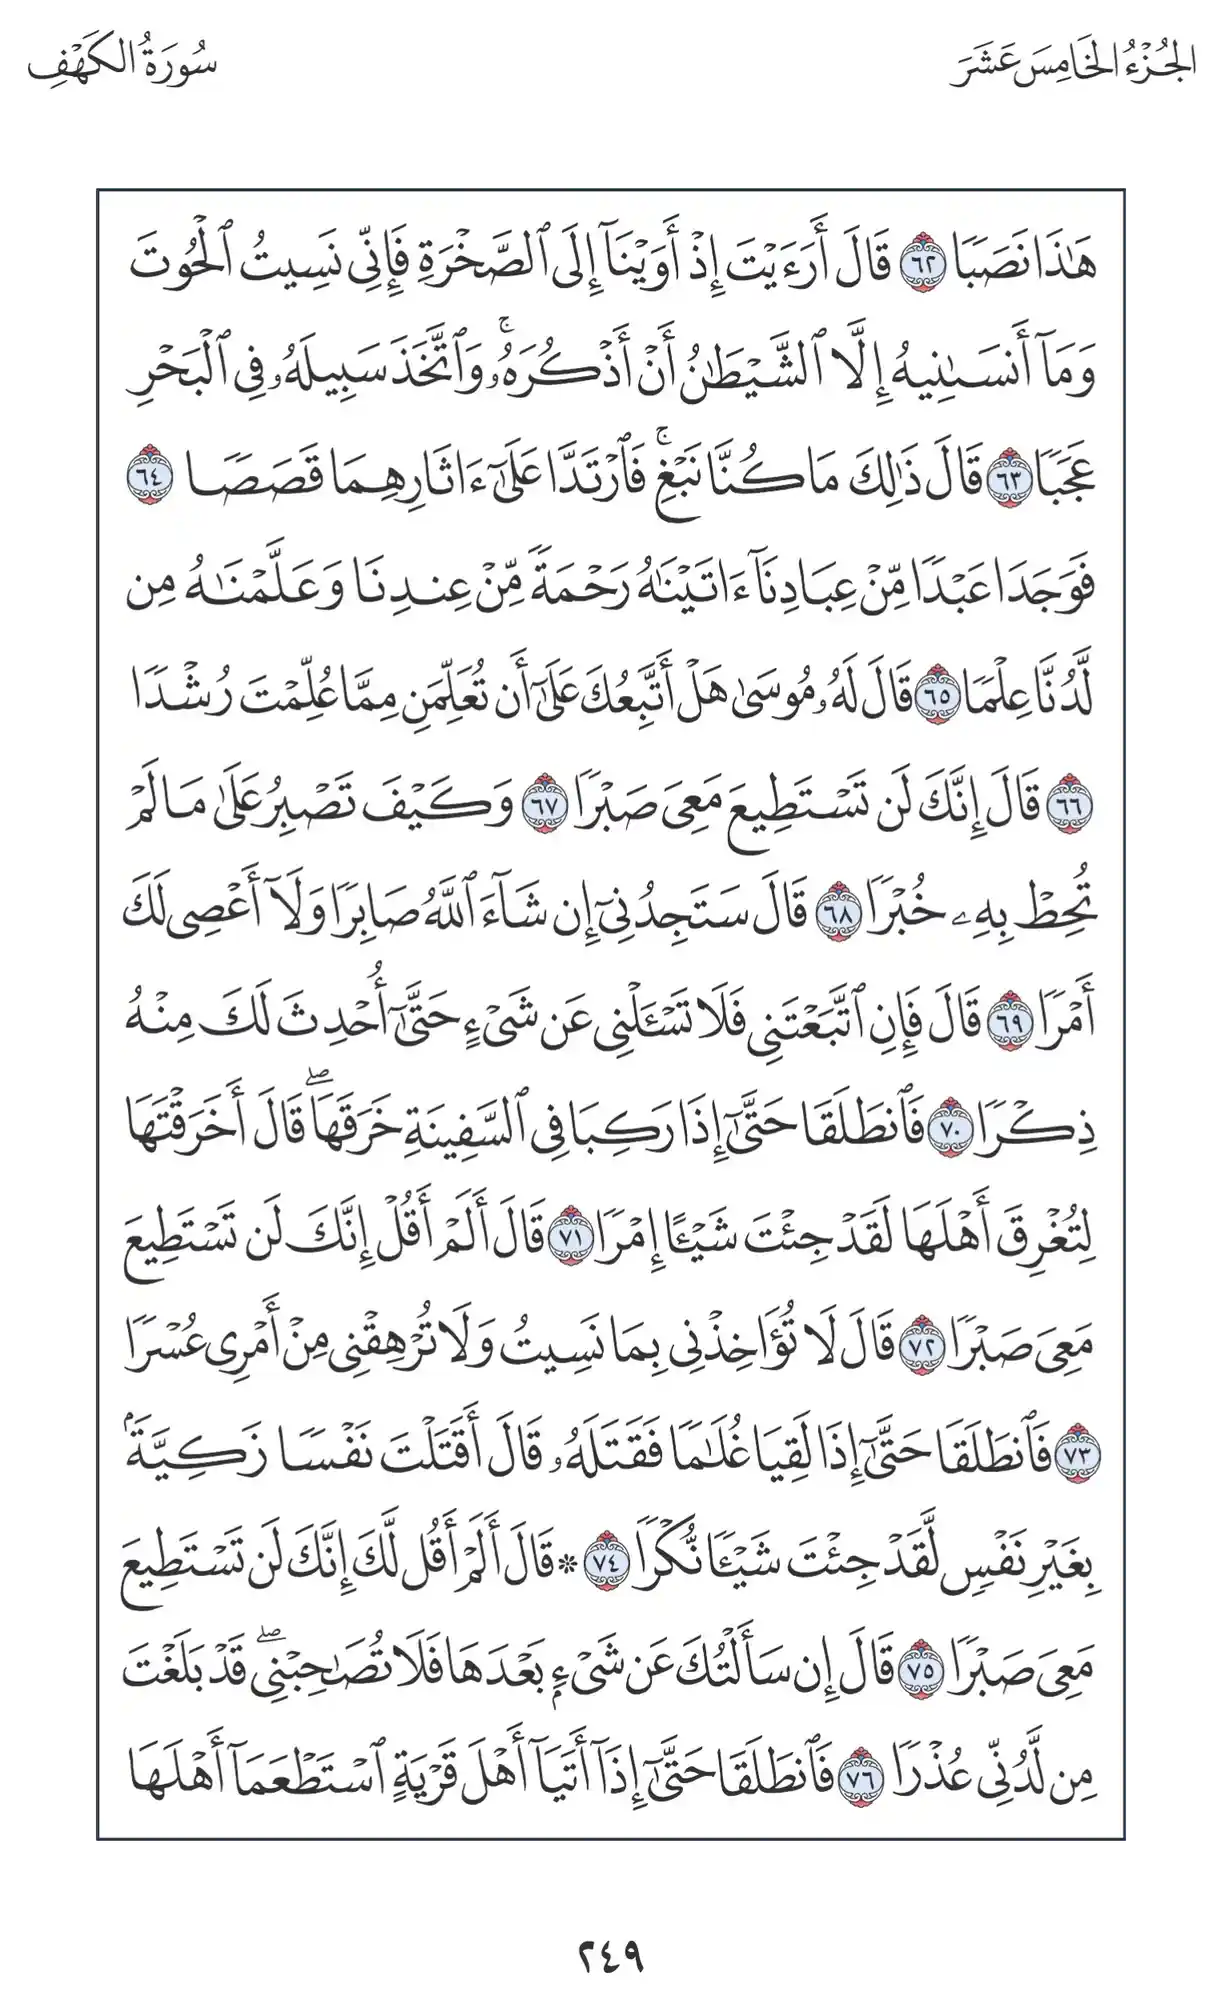 الجُزْءُ الخَامِسَ عَشَرَ
سُورَةُ الكَهْفِ
هَٰذَا نَصَبًا ٦٢ قَالَ أَرَءَيْتَ إِذْ أَوَيْنَآ إِلَى ٱلصَّخْرَةِ فَإِنِّى نَسِيتُ ٱلْحُوتَ
وَمَآ أَنسَىٰنِيهُ إِلَّا ٱلشَّيْطَٰنُ أَنْ أَذْكُرَهُۥ ۚ وَٱتَّخَذَ سَبِيلَهُۥ فِى ٱلْبَحْرِ
عَجَبًا ٦٣ قَالَ ذَٰلِكَ مَا كُنَّا نَبْغِ ۚ فَٱرْتَدَّا عَلَىٰٓ ءَاثَارِهِمَا قَصَصًا ٦٤
فَوَجَدَا عَبْدًا مِّنْ عِبَادِنَآ ءَاتَيْنَٰهُ رَحْمَةً مِّنْ عِندِنَا وَعَلَّمْنَٰهُ مِن
لَّدُنَّا عِلْمًا ٦٥ قَالَ لَهُۥ مُوسَىٰ هَلْ أَتَّبِعُكَ عَلَىٰٓ أَن تُعَلِّمَنِ مِمَّا عُلِّمْتَ رُشْدًا
٦٦ قَالَ إِنَّكَ لَن تَسْتَطِيعَ مَعِىَ صَبْرًا ٦٧ وَكَيْفَ تَصْبِرُ عَلَىٰ مَا لَمْ
تُحِطْ بِهِۦ خُبْرًا ٦٨ قَالَ سَتَجِدُنِىٓ إِن شَآءَ ٱللَّهُ صَابِرًا وَلَآ أَعْصِى لَكَ
أَمْرًا ٦٩ قَالَ فَإِنِ ٱتَّبَعْتَنِى فَلَا تَسْـَٔلْنِى عَن شَىْءٍ حَتَّىٰٓ أُحْدِثَ لَكَ مِنْهُ
ذِكْرًا ٧٠ فَٱنطَلَقَا حَتَّىٰٓ إِذَا رَكِبَا فِى ٱلسَّفِينَةِ خَرَقَهَا ۖ قَالَ أَخَرَقْتَهَا
لِتُغْرِقَ أَهْلَهَا لَقَدْ جِئْتَ شَيْـًٔا إِمْرًا ٧١ قَالَ أَلَمْ أَقُلْ إِنَّكَ لَن تَسْتَطِيعَ
مَعِىَ صَبْرًا ٧٢ قَالَ لَا تُؤَاخِذْنِى بِمَا نَسِيتُ وَلَا تُرْهِقْنِى مِنْ أَمْرِى عُسْرًا
٧٣ فَٱنطَلَقَا حَتَّىٰٓ إِذَا لَقِيَا غُلَٰمًا فَقَتَلَهُۥ قَالَ أَقَتَلْتَ نَفْسًا زَكِيَّةًۢ
بِغَيْرِ نَفْسٍ لَّقَدْ جِئْتَ شَيْـًٔا نُّكْرًا ٧٤ * قَالَ أَلَمْ أَقُل لَّكَ إِنَّكَ لَن تَسْتَطِيعَ
مَعِىَ صَبْرًا ٧٥ قَالَ إِن سَأَلْتُكَ عَن شَىْءٍۭ بَعْدَهَا فَلَا تُصَٰحِبْنِى ۖ قَدْ بَلَغْتَ
مِن لَّدُنِّى عُذْرًا ٧٦ فَٱنطَلَقَا حَتَّىٰٓ إِذَآ أَتَيَآ أَهْلَ قَرْيَةٍ ٱسْتَطْعَمَآ أَهْلَهَا
٢٤٩